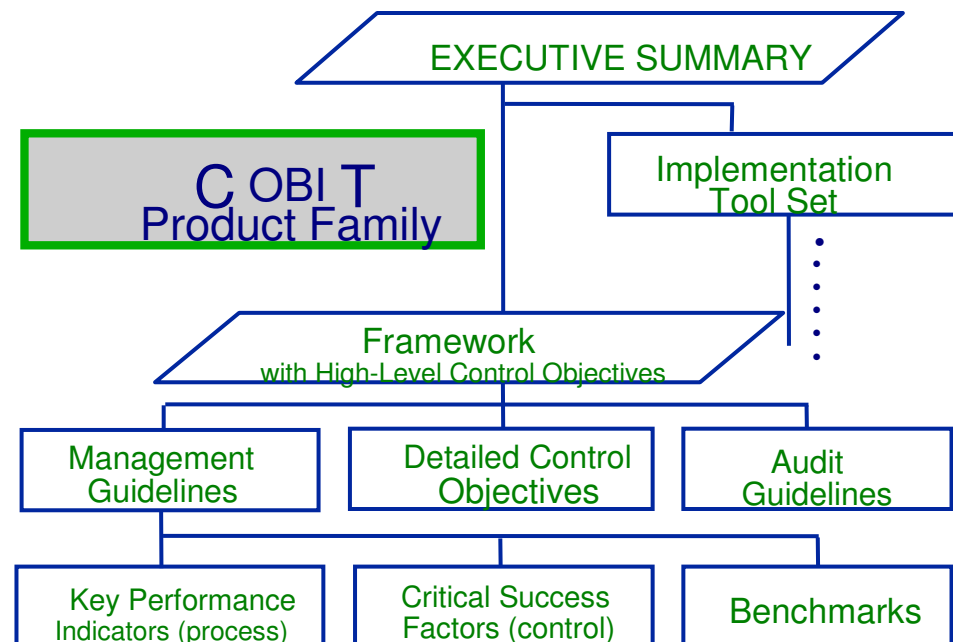 EXECUTIVE SUMMARY
COBIT
Product Family
Implementation
Tool Set
Framework
with High-Level Control Objectives
Management
Guidelines
Detailed Control
Objectives
Audit
Guidelines
Key Performance
Indicators (process)
Critical Success
Factors (control)
Benchmarks